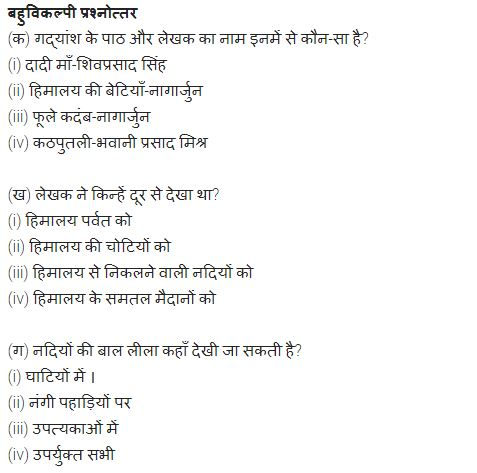 बहुविकल्पी प्रश्नोत्तर
(क) गद्यांश के पाठ और लेखक का नाम इनमें से कौन-सा है?
(i) दादी माँ-शिवप्रसाद सिंह
(ii) हिमालय की बेटियाँ-नागार्जुन
(iii) फूले कदंब-नागार्जुन
(iv) कठपुतली-भवानी प्रसाद मिश्र
(ख) लेखक ने किन्हें दूर से देखा था?
(i) हिमालय पर्वत को
(ii) हिमालय की चोटियों को
(iii) हिमालय से निकलने वाली नदियों को
(iv) हिमालय के समतल मैदानों को
(ग) नदियों की बाल लीला कहाँ देखी जा सकती है?
(i) घाटियों में ।
(ii) नंगी पहाड़ियों पर
(iii) उपत्यकाओं में
(iv) उपर्युक्त सभी